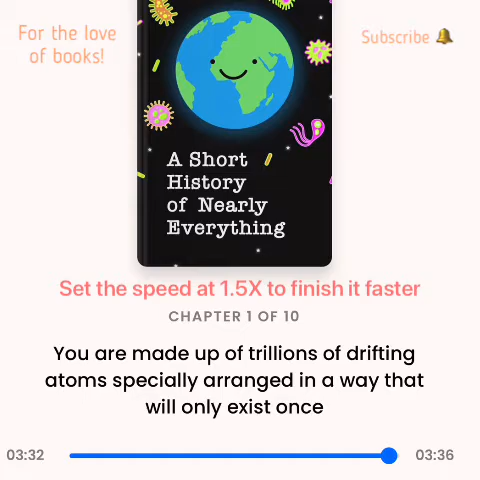 For the love
of books!
Subscribe
A Short
History
of Nearly
Everything
Set the speed at 1.5X to finish it faster
CHAPTER 1 OF 10
You are made up of trillions of drifting
atoms specially arranged in a way that
will only exist once
03:32
03:36